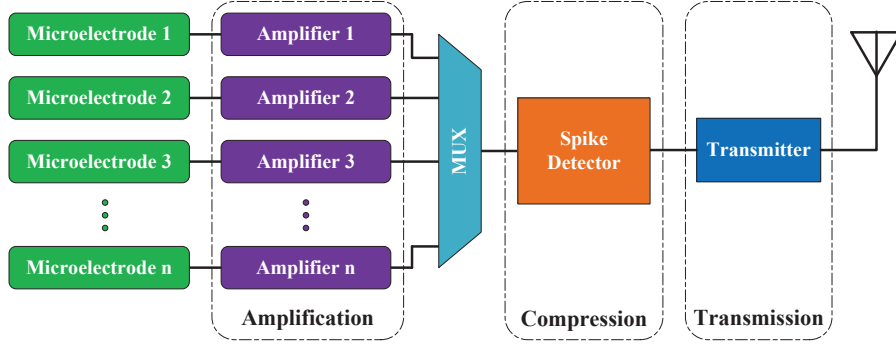 Microelectrode 1
Amplifier 1
Microelectrode 2
Amplifier 2
Microelectrode 3
Amplifier 3
Microelectrode n
Amplifier n
MUX
Spike
Detector
Transmitter
Amplification
Compression
Transmission